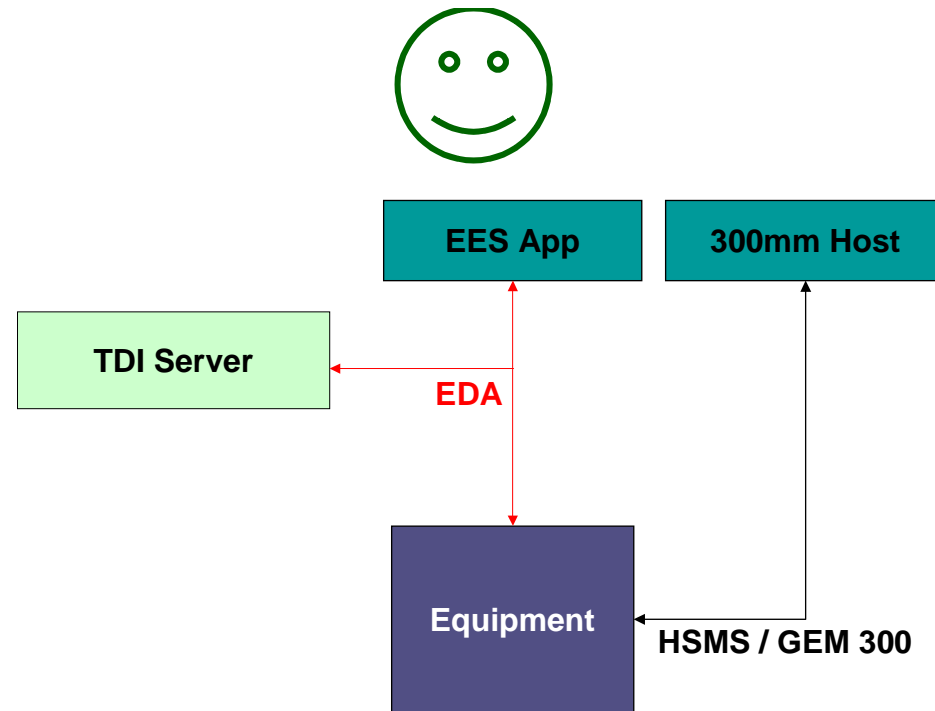 EES App
300mm Host
TDI Server
EDA
Equipment
HSMS / GEM 300